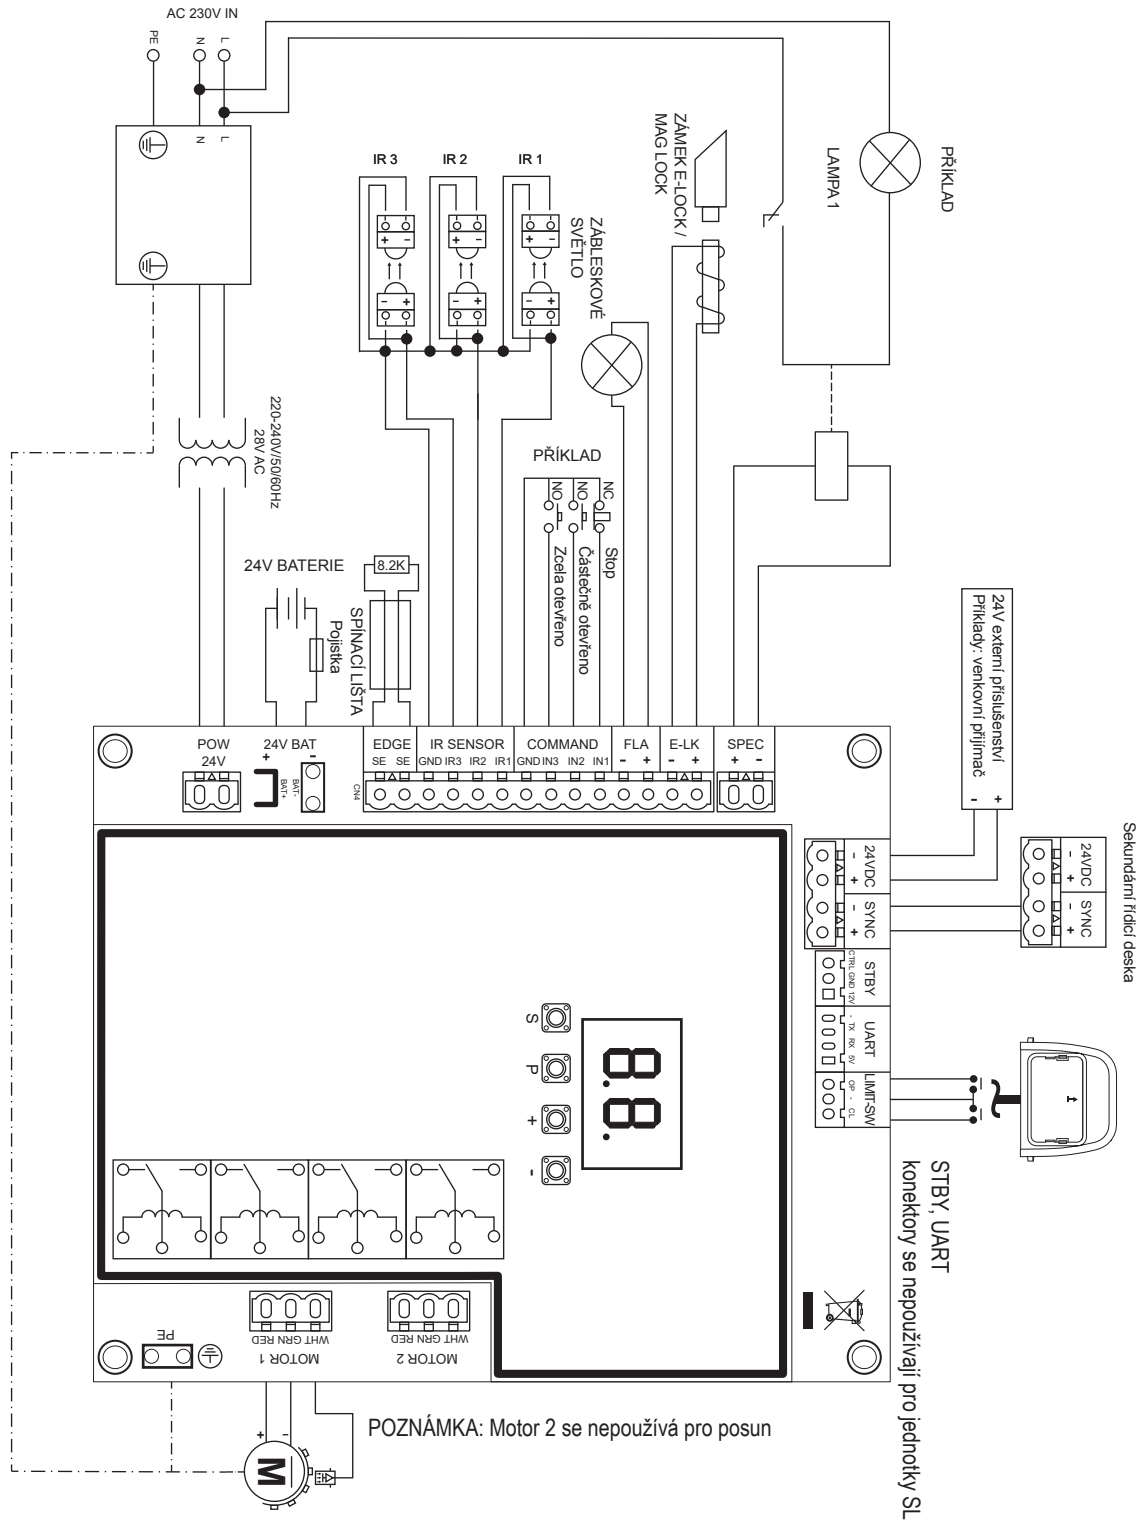 AC 230V IN
PE
N
L
N
L
PŘÍKLAD
LAMPA 1
ZÁMEK E-LOCK /
MAG LOCK
IR 3
IR 2
IR 1
+ -
+ -
+ -
- +
- +
- +
ZÁBLESKOVÉ
SVĚTLO
220-240V/50/60Hz
28V AC
PŘÍKLAD
NO
NO
NC
Stop
Částečně otevřeno
Zcela otevřeno
24V BATERIE
Pojistka
8.2K
SPÍNACÍ LIŠTA
24V externí příslušenství
Příklady: venkovní přijímač
- +
Sekundární řídicí deska
24VDC
SYNC
- + - +
POW
24V
24V BAT
+ -
BAT+
BAT-
EDGE
SE SE
IR SENSOR
GND IR3 IR2 IR1
COMMAND
GND IN3 IN2 IN1
FLA
- +
E-LK
- +
SPEC
+ -
CN4
24VDC
- +
SYNC
- +
STBY
CTRL GND 12V
UART
- TX RX 5V
LIMIT-SW
OP - CL
S
P
+
-
8.8.
STBY, UART
konektory se nepoužívají pro jednotky SL
PE
WHT GRN RED
MOTOR 1
WHT GRN RED
MOTOR 2
+ -
M
POZNÁMKA: Motor 2 se nepoužívá pro posun